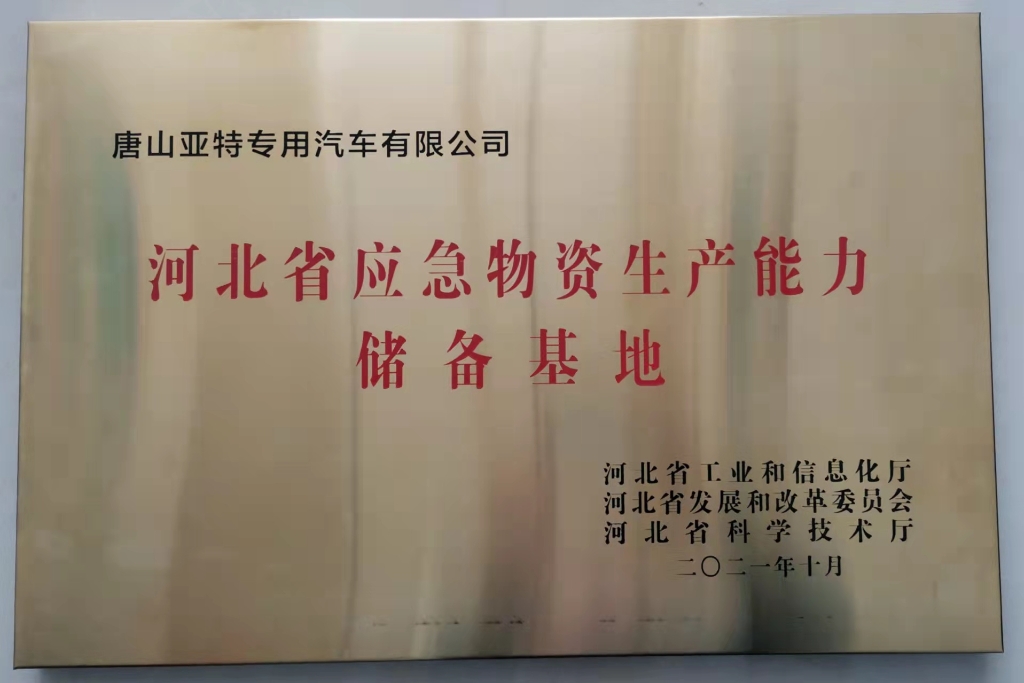 唐山亚特专用汽车有限公司
河北省应急物资生产能力
储备基地
河北省工业和信息化厅
河北省发展和改革委员会
河北省科学技术厅
二〇二一年十月